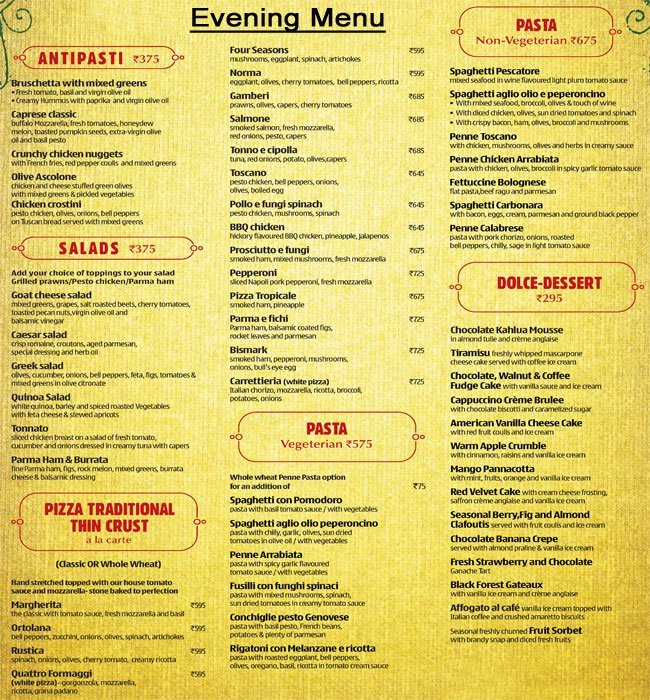 Evening Menu
ANTIPASTI ₹375
Bruschetta with mixed greens
• Fresh tomato, basil and virgin olive oil
• Creamy Hummus with paprika and virgin olive oil
Caprese classic
buffalo Mozzarella, fresh tomatoes, honeydew
melon, toasted pumpkin seeds, extra-virgin olive
oil and basil pesto
Crunchy chicken nuggets
with French fries, red pepper coulis and mixed greens
Olive Ascolone
chicken and cheese stuffed green olives
with mixed greens & pickled vegetables
Chicken crostini
pesto chicken, olives, onions, bell peppers
on Tuscan bread served with mixed greens
SALADS ₹375
Add your choice of toppings to your salad
Grilled prawns/Pesto chicken/Parma ham
Goat cheese salad
mixed greens, grapes, salt roasted beets, cherry tomatoes,
toasted pecan nuts,virgin olive oil and
balsamic vinegar
Caesar salad
crisp romaine, croutons, aged parmesan,
special dressing and herb oil
Greek salad
olives, cucumber, onions, bell peppers, feta, figs, tomatoes &
mixed greens in olive citronate
Quinoa Salad
white quinoa, barley and spiced roasted Vegetables
with feta cheese & stewed apricots
Tonnato
sliced chicken breast on a salad of fresh tomato,
cucumber and onions dressed in creamy tuna with capers
Parma Ham & Burrata
fine Parma ham, figs, rock melon, mixed greens, burrata
cheese & balsamic dressing
PIZZA TRADITIONAL
THIN CRUST
a la carte
(Classic OR Whole Wheat)
Hand stretched topped with our house tomato
sauce and mozzarella- stone baked to perfection
Margherita ₹595
the classic with tomato sauce, fresh mozzarella and basil
Ortolana ₹595
bell peppers, zucchini, onions, olives, spinach, artichokes
Rustica ₹595
spinach, onions, olives, cherry tomato, creamy ricotta
Quattro Formaggi ₹595
(white pizza) - gorgonzola, mozzarella,
ricotta, grana padano
Four Seasons ₹595
mushrooms, eggplant, spinach, artichokes
Norma ₹595
eggplant, olives, cherry tomatoes, bell peppers, ricotta
Gamberi ₹685
prawns, olives, capers, cherry tomatoes
Salmone ₹685
smoked salmon, fresh mozzarella,
red onions, pesto, capers
Tonno e cipolla ₹685
tuna, red onions, potato, olives,capers
Toscano ₹645
pesto chicken, bell peppers, onions,
olives, boiled egg
Pollo e fungi spinach ₹645
pesto chicken, mushrooms, spinach
BBQ chicken ₹645
hickory flavoured BBQ chicken, pineapple, jalapenos
Prosciutto e fungi ₹675
smoked ham, mixed mushrooms, fresh mozzarella
Pepperoni ₹725
sliced Napoli pork pepperoni, fresh mozzarella
Pizza Tropicale ₹675
smoked ham, pineapple
Parma e fichi ₹725
Parma ham, balsamic coated figs,
rocket leaves and parmesan
Bismark ₹725
smoked ham, pepperoni, mushrooms,
onions, bull's eye egg
Carrettieria (white pizza) ₹725
Italian chorizo, mozzarella, ricotta, broccoli,
potatoes, onions
PASTA
Vegeterian ₹575
Whole wheat Penne Pasta option
for an addition of ₹75
Spaghetti con Pomodoro
pasta with basil tomato sauce / with vegetables
Spaghetti aglio olio peperoncino
pasta with chilly, garlic, olives, sun dried
tomatoes in olive oil / with vegetables
Penne Arrabiata
pasta with spicy garlic flavoured
tomato sauce / with vegetables
Fusilli con funghi spinaci
pasta with mixed mushrooms, spinach,
sun dried tomatoes in creamy tomato sauce
Conchiglie pesto Genovese
pasta with basil pesto, French beans,
potatoes & plenty of parmesan
Rigatoni con Melanzane e ricotta
pasta with roasted eggplant, bell peppers,
olives, oregano, basil, ricotta in tomato cream sauce
PASTA
Non-Vegeterian ₹675
Spaghetti Pescatore
mixed seafood in wine flavoured light plum tomato sauce
Spaghetti aglio olio e peperoncino
• With mixed seafood, broccoli, olives & touch of wine
• With diced chicken, olives, sun dried tomatoes and spinach
• With crispy bacon, ham, olives, broccoli and mushrooms
Penne Toscano
with chicken, mushrooms, olives and herbs in creamy sauce
Penne Chicken Arrabiata
pasta with chicken, olives, broccoli in spicy garlic tomato sauce
Fettuccine Bolognese
flat pasta,beef ragu and parmesan
Spaghetti Carbonara
with bacon, eggs, cream, parmesan and ground black pepper
Penne Calabrese
pasta with pork chorizo, onions, roasted
bell peppers, chilly, sage in light tomato sauce
DOLCE-DESSERT
₹295
Chocolate Kahlua Mousse
in almond tuile and crème anglaise
Tiramisu freshly whipped mascarpone
cheese cake served with coffee ice cream
Chocolate, Walnut & Coffee
Fudge Cake with vanilla sauce and ice cream
Cappuccino Crème Brulee
with chocolate biscotti and caramelized sugar
American Vanilla Cheese Cake
with red fruit coulis and ice cream
Warm Apple Crumble
with cinnamon, raisins and vanilla ice cream
Mango Pannacotta
with mint, fruits, orange and vanilla ice cream
Red Velvet Cake with cream cheese frosting,
saffron crème anglaise and vanilla ice cream
Seasonal Berry,Fig and Almond
Clafoutis served with fruit coulis and ice cream
Chocolate Banana Crepe
served with almond praline & vanilla ice cream
Fresh Strawberry and Chocolate
Ganache Tart
Black Forest Gateaux
with vanilla ice cream and crème anglaise
Affogato al café vanilla ice cream topped with
Italian coffee and crushed amaretto biscuits
Seasonal freshly churned Fruit Sorbet
with brandy snap and diced fresh fruits